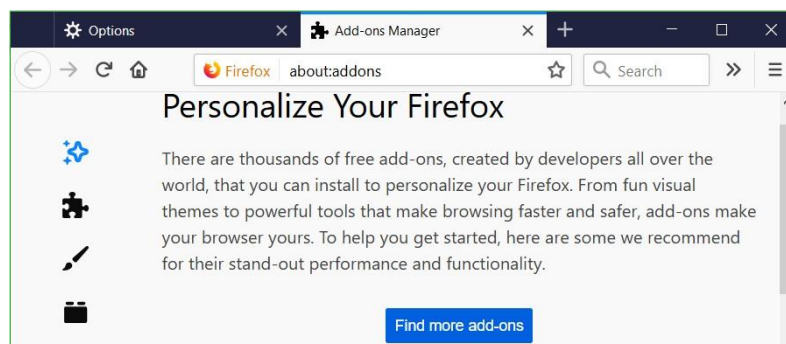 Options
Add-ons Manager
Firefox about:addons
Search
Personalize Your Firefox
There are thousands of free add-ons, created by developers all over the
world, that you can install to personalize your Firefox. From fun visual
themes to powerful tools that make browsing faster and safer, add-ons make
your browser yours. To help you get started, here are some we recommend
for their stand-out performance and functionality.
Find more add-ons